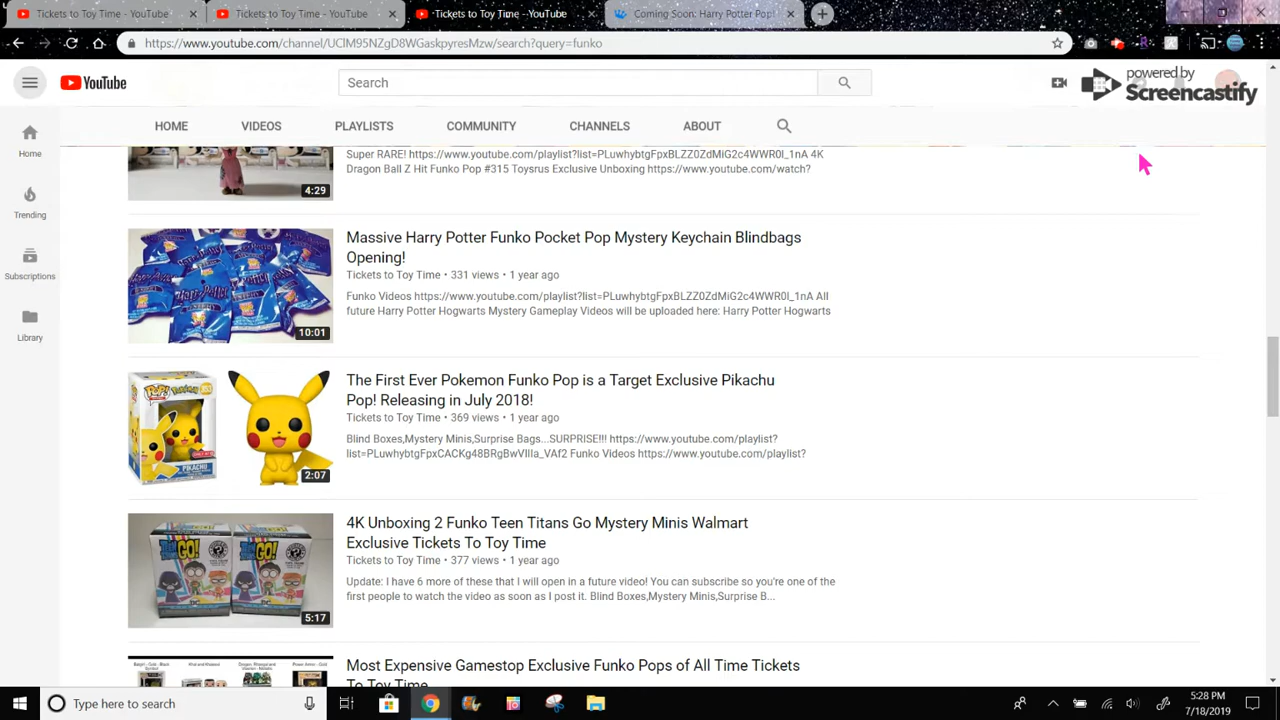 Tickets to Toy Time - YouTube
Tickets to Toy Time - YouTube
Tickets to Toy Time - YouTube
Coming Soon: Harry Potter Pop!
https://www.youtube.com/channel/UClM95NZgD8WGaskpyresMzw/search?query=funko
YouTube
Search
powered by
Screencastify
HOME
VIDEOS
PLAYLISTS
COMMUNITY
CHANNELS
ABOUT
Home
Trending
Subscriptions
Library
4:29
Super RARE! https://www.youtube.com/playlist?list=PLuwhybtgFpxBLZZ0ZdMiG2c4WWR0I_1nA 4K
Dragon Ball Z Hit Funko Pop #315 Toysrus Exclusive Unboxing https://www.youtube.com/watch?
10:01
Massive Harry Potter Funko Pocket Pop Mystery Keychain Blindbags
Opening!
Tickets to Toy Time • 331 views • 1 year ago
Funko Videos https://www.youtube.com/playlist?list=PLuwhybtgFpxBLZZ0ZdMiG2c4WWR0I_1nA All
future Harry Potter Hogwarts Mystery Gameplay Videos will be uploaded here: Harry Potter Hogwarts
POP!
PIKACHU
2:07
The First Ever Pokemon Funko Pop is a Target Exclusive Pikachu
Pop! Releasing in July 2018!
Tickets to Toy Time • 369 views • 1 year ago
Blind Boxes,Mystery Minis,Surprise Bags...SURPRISE!!! https://www.youtube.com/playlist?
list=PLuwhybtgFpxCACKg48BRgBwVIlIa_VAf2 Funko Videos https://www.youtube.com/playlist?
GO!
GO!
5:17
4K Unboxing 2 Funko Teen Titans Go Mystery Minis Walmart
Exclusive Tickets To Toy Time
Tickets to Toy Time • 377 views • 1 year ago
Update: I have 6 more of these that I will open in a future video! You can subscribe so you're one of the
first people to watch the video as soon as I post it. Blind Boxes,Mystery Minis,Surprise B...
Most Expensive Gamestop Exclusive Funko Pops of All Time Tickets
To Toy Time
Type here to search
5:28 PM
7/18/2019